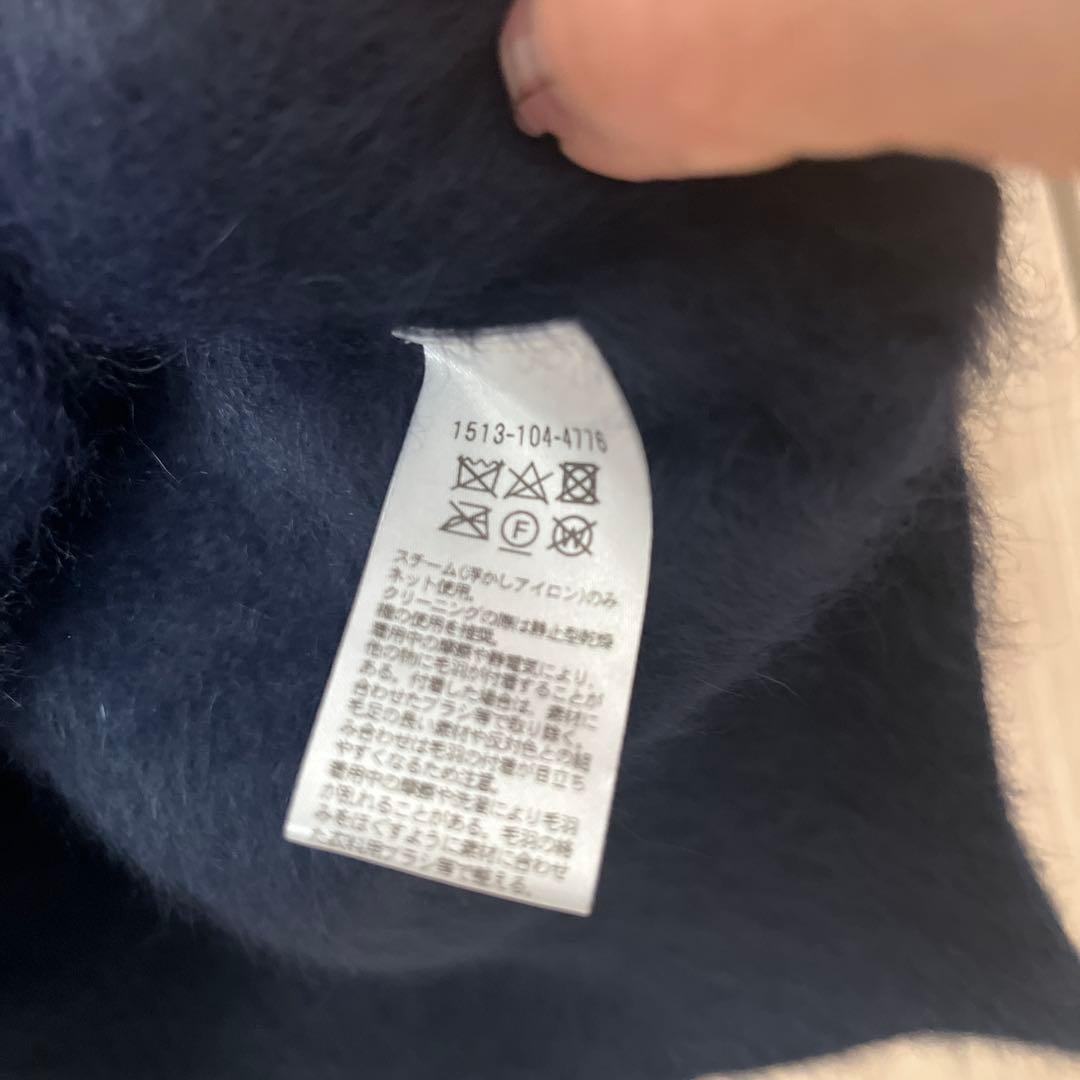 1513-104-4776
F
W
スチーム(浮かしアイロン)のみ
ネット使用。
クリーニングの際は静止型乾燥
機の使用を推奨。
着用中の摩擦や静電気により、
他の物に毛羽が付着することが
ある。付着した場合は、素材に
合わせたブラシ等で取り除く。
毛足の長い素材や反対色との組
み合わせは毛羽の付着が目立ち
やすくなるため注意。
着用中の摩擦や
により毛羽
が乱れることがある。毛羽の絡
みをほぐすように素材に合わせ
た衣料用ブラシ等で整える。